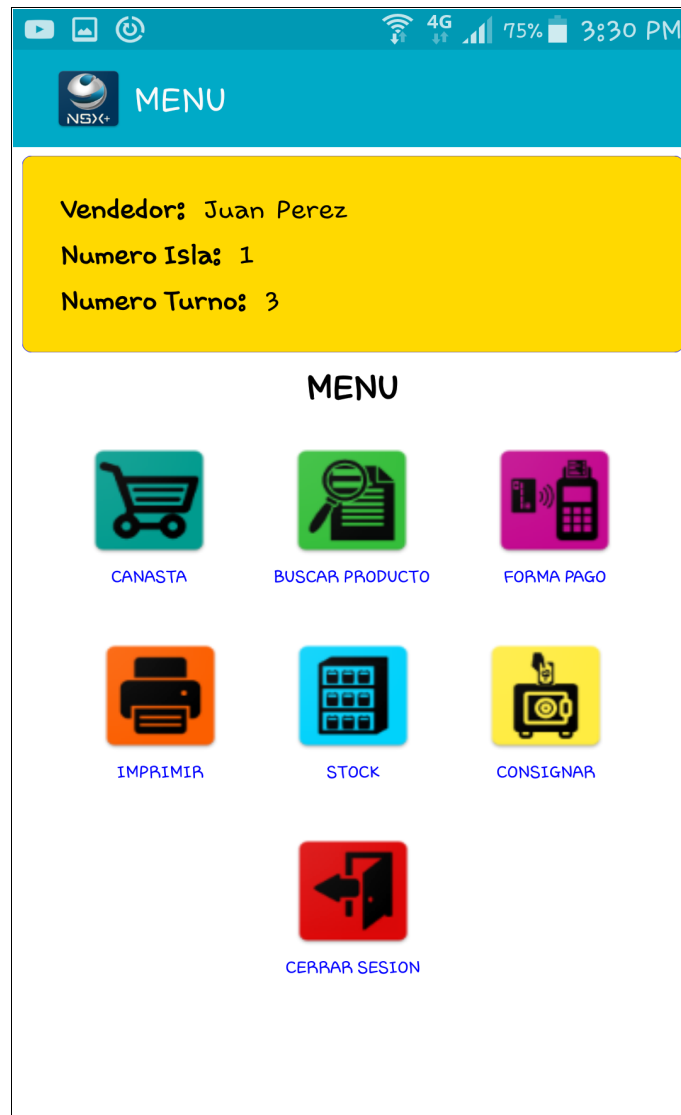 4G 75% 3:30 PM
NSX+ MENU
Vendedor: Juan Perez
Numero Isla: 1
Numero Turno: 3
MENU
CANASTA BUSCAR PRODUCTO FORMA PAGO
IMPRIMIR STOCK CONSIGNAR
CERRAR SESION